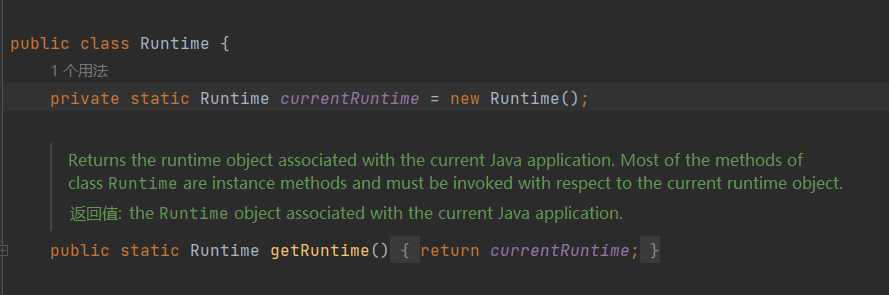 public class Runtime {
1 个用法
private static Runtime currentRuntime = new Runtime();
Returns the runtime object associated with the current Java application. Most of the methods of
class Runtime are instance methods and must be invoked with respect to the current runtime object.
返回值: the Runtime object associated with the current Java application.
public static Runtime getRuntime() { return currentRuntime; }